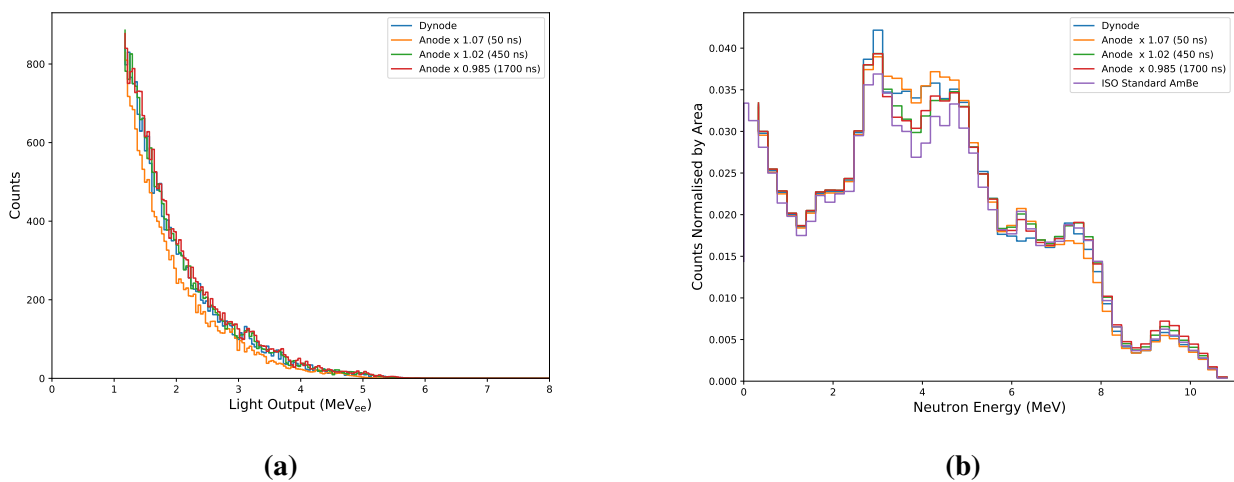 Dynode
Anode x 1.07 (50 ns)
Anode x 1.02 (450 ns)
Anode x 0.985 (1700 ns)
800
600
400
200
0
Counts
0 1 2 3 4 5 6 7 8
Light Output (MeVee)
(a)
Dynode
Anode x 1.07 (50 ns)
Anode x 1.02 (450 ns)
Anode x 0.985 (1700 ns)
ISO Standard AmBe
0.040
0.035
0.030
0.025
0.020
0.015
0.010
0.005
0.000
Counts Normalised by Area
0 2 4 6 8 10
Neutron Energy (MeV)
(b)